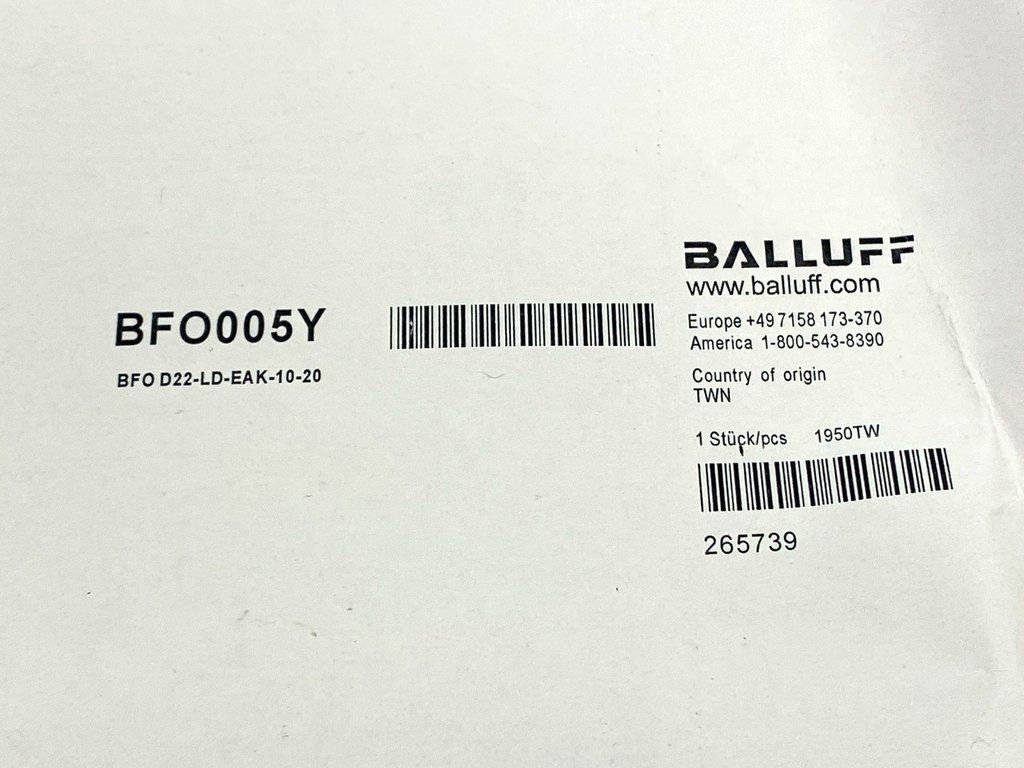 BFO005Y
BFO D22-LD-EAK-10-20
BALLUFF
www.balluff.com
Europe +49 7158 173-370
America 1-800-543-8390
Country of origin
TWN
1 Stück/pcs 1950TW
265739